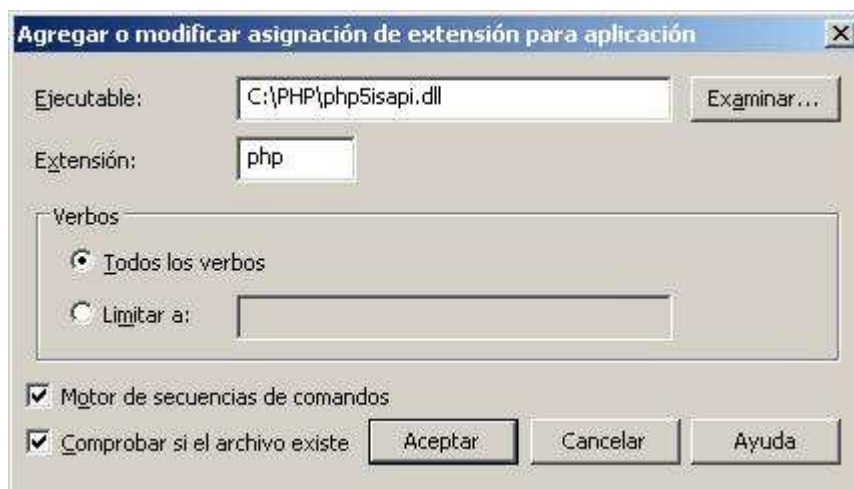 Agregar o modificar asignación de extensión para aplicación
Ejecutable: C:\PHP\php5isapi.dll Examinar...
Extensión: php
Verbos
Todos los verbos
Limitar a:
Motor de secuencias de comandos
Comprobar si el archivo existe Aceptar Cancelar Ayuda